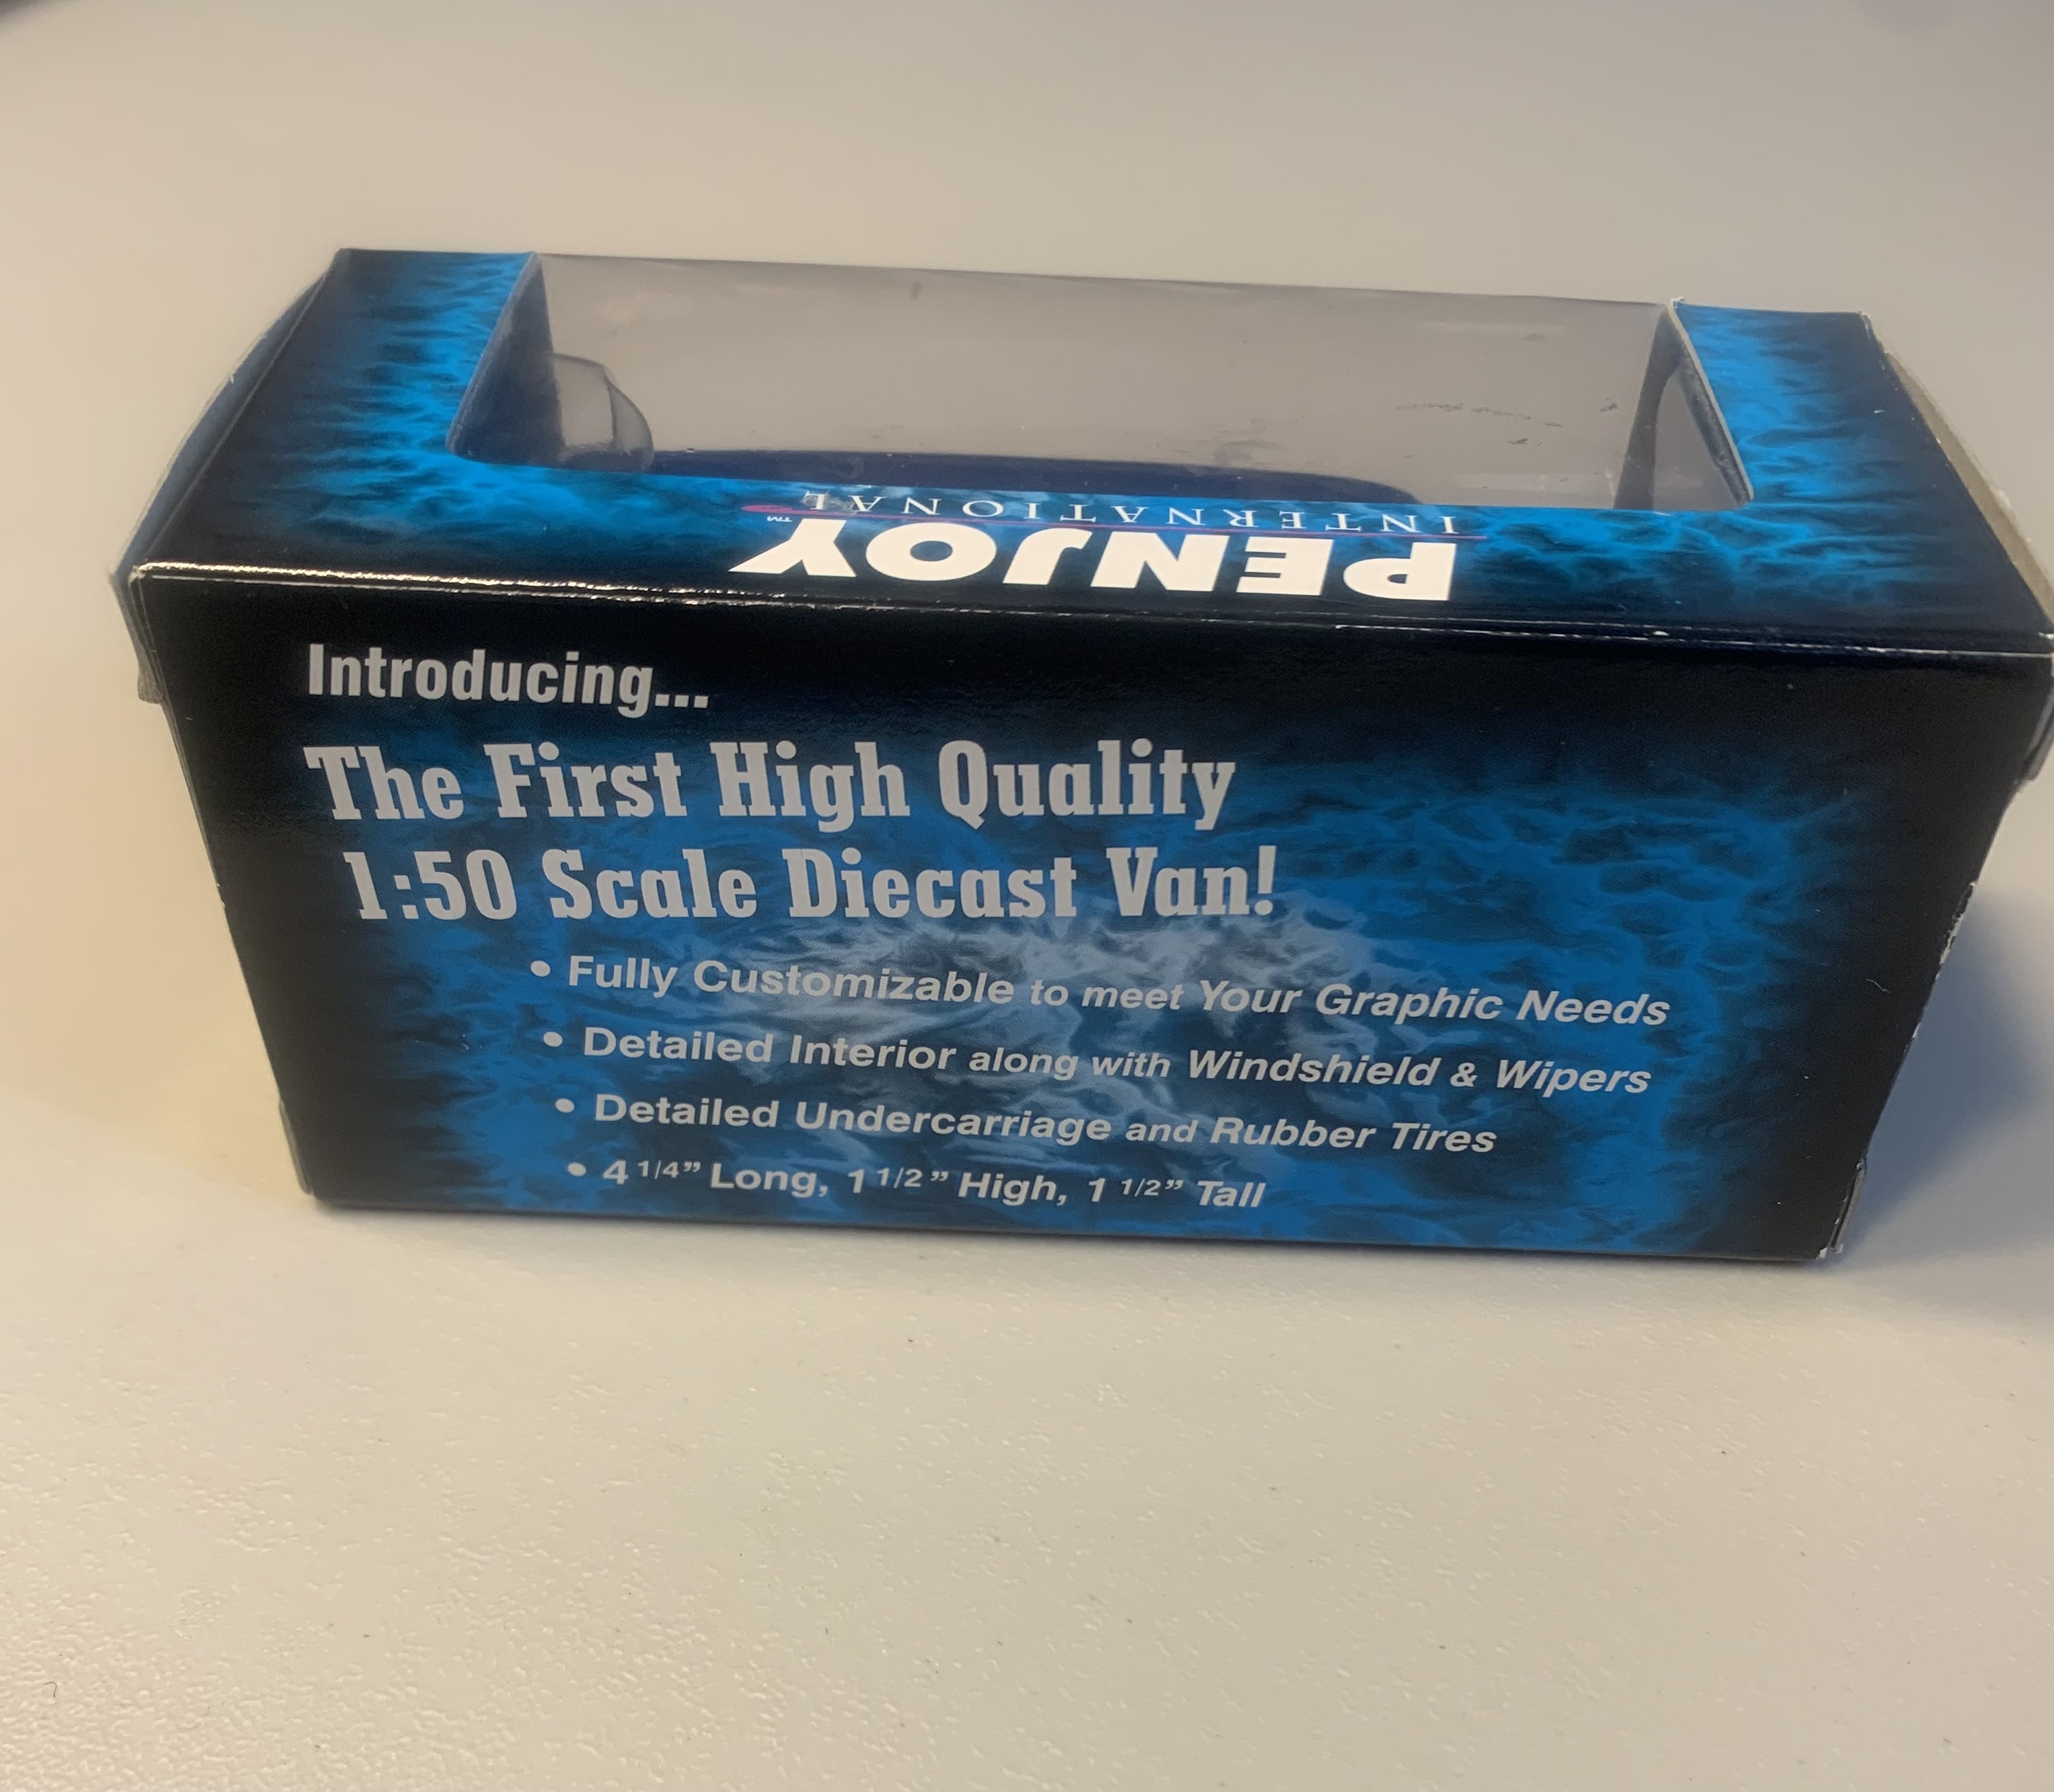 PENJOY™
INTERNATIONAL
Introducing...
The First High Quality
1:50 Scale Diecast Van!
• Fully Customizable to meet Your Graphic Needs
• Detailed Interior along with Windshield & Wipers
• Detailed Undercarriage and Rubber Tires
• 4 1/4” Long, 1 1/2” High, 1 1/2” Tall